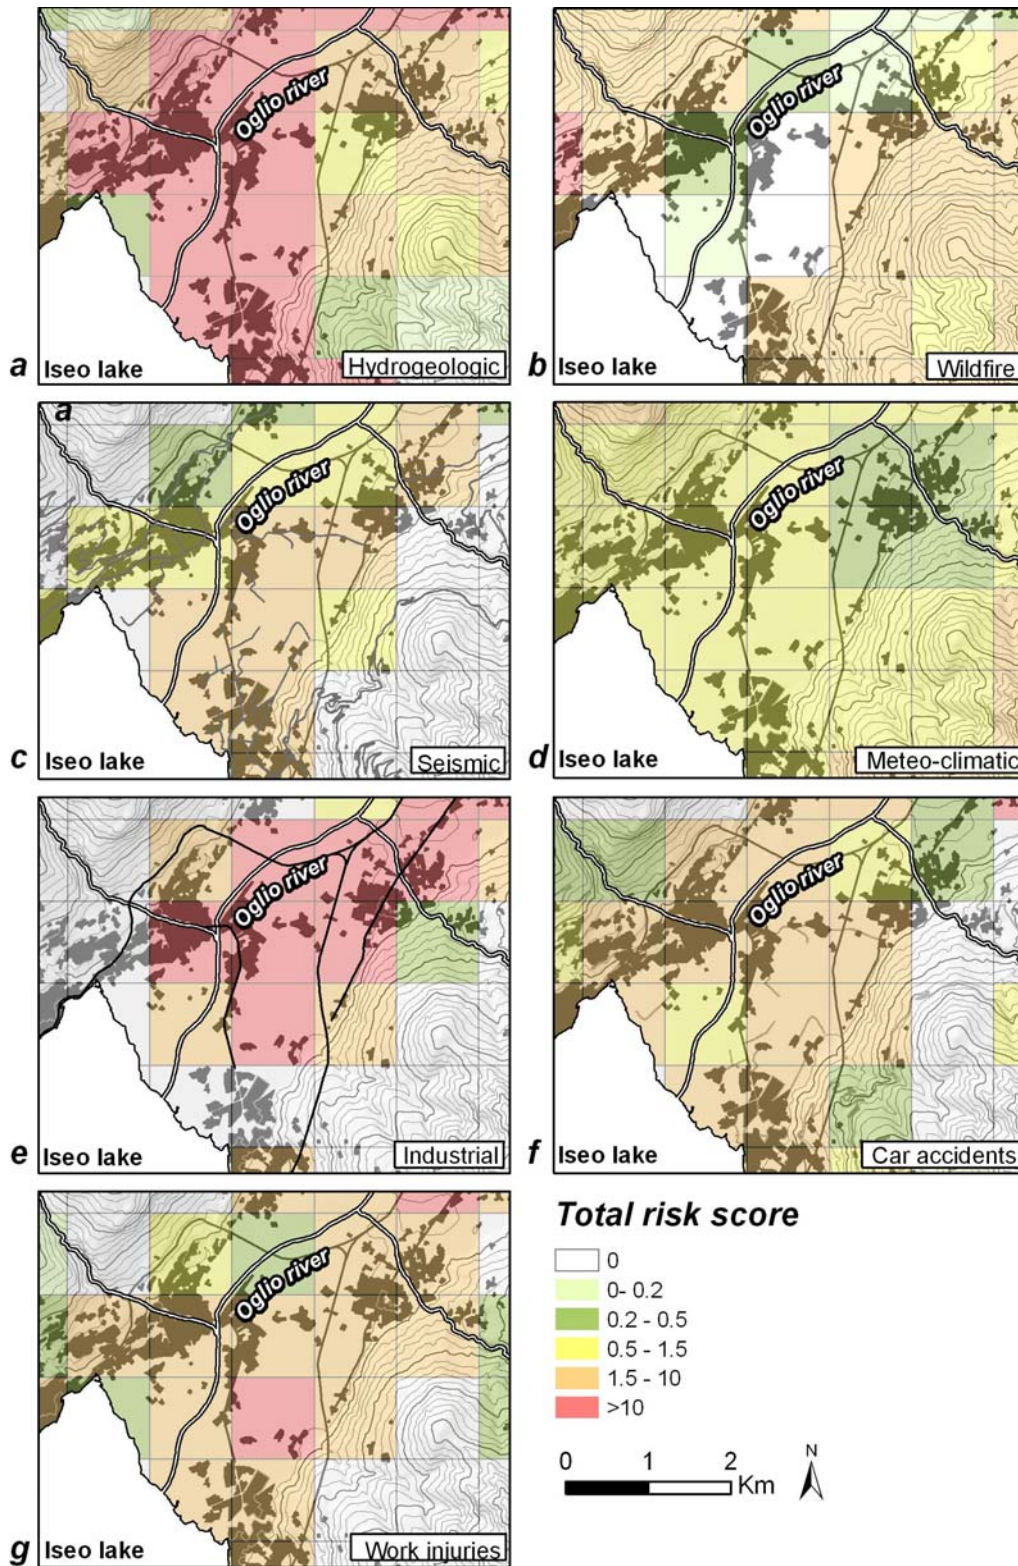 Oglio river
a
Iseo lake
Hydrogeologic
Oglio river
b
Iseo lake
Wildfire
a
Oglio river
c
Iseo lake
Seismic
Oglio river
d
Iseo lake
Meteo-climatic
Oglio river
e
Iseo lake
Industrial
Oglio river
f
Iseo lake
Car accidents
Oglio river
g
Iseo lake
Work injuries
Total risk score
0
0- 0.2
0.2 - 0.5
0.5 - 1.5
1.5 - 10
>10
0 1 2
Km
N